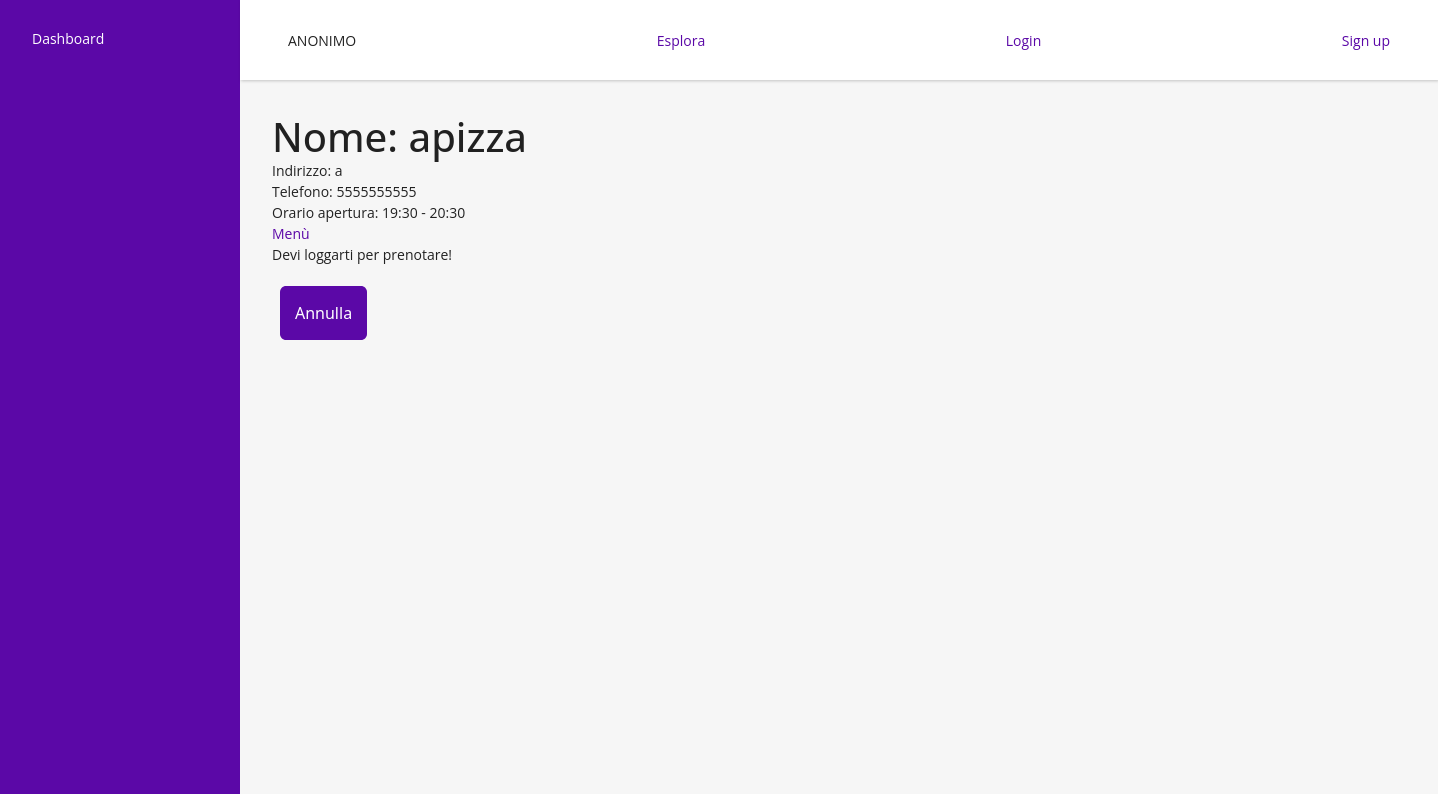 Dashboard
ANONIMO
Esplora
Login
Sign up
Nome: apizza
Indirizzo: a
Telefono: 5555555555
Orario apertura: 19:30 - 20:30
Menù
Devi loggarti per prenotare!
Annulla